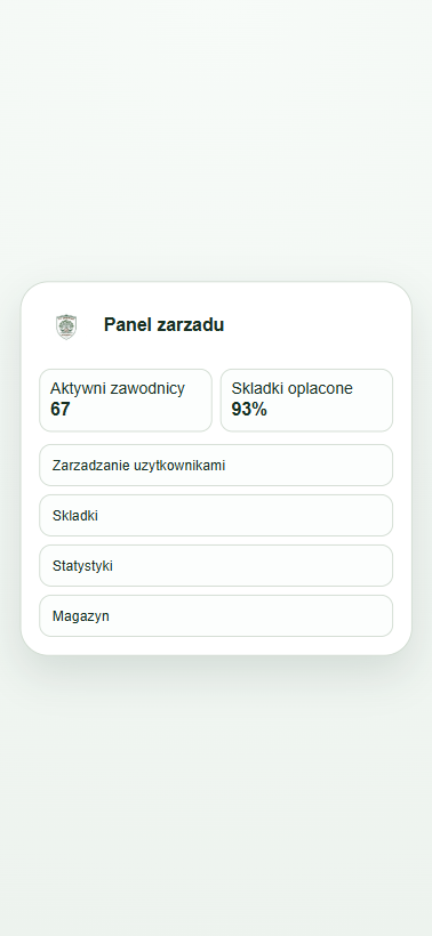 Panel zarzadu
Aktywni zawodnicy
67
Skladki oplacone
93%
Zarzadzanie uzytkownikami
Skladki
Statystyki
Magazyn